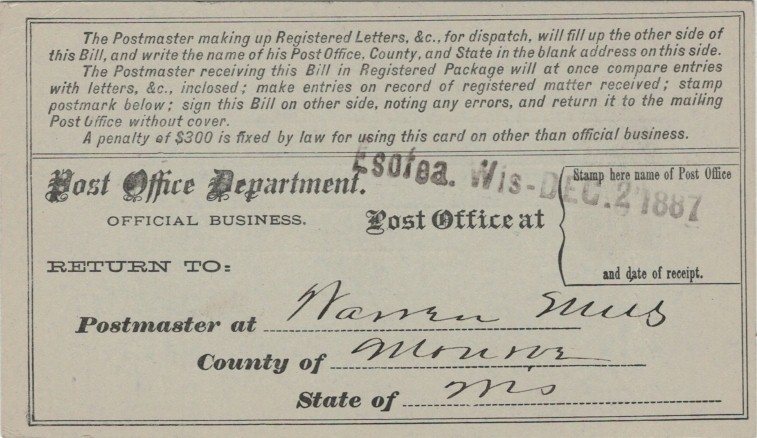 The Postmaster making up Registered Letters, &c., for dispatch, will fill up the other side of
this Bill, and write the name of his Post Office, County, and State in the blank address on this side.
The Postmaster receiving this Bill in Registered Package will at once compare entries
with letters, &c., inclosed; make entries on record of registered matter received; stamp
postmark below; sign this Bill on other side, noting any errors, and return it to the mailing
Post Office without cover.
A penalty of $300 is fixed by law for using this card on other than official business.
Esofea. Wis-DEC. 2 1887
Post Office Department.
OFFICIAL BUSINESS.
Post Office at
Stamp here name of Post Office
and date of receipt.
RETURN TO:
Postmaster at Warren Mills
County of Monroe
State of Wis